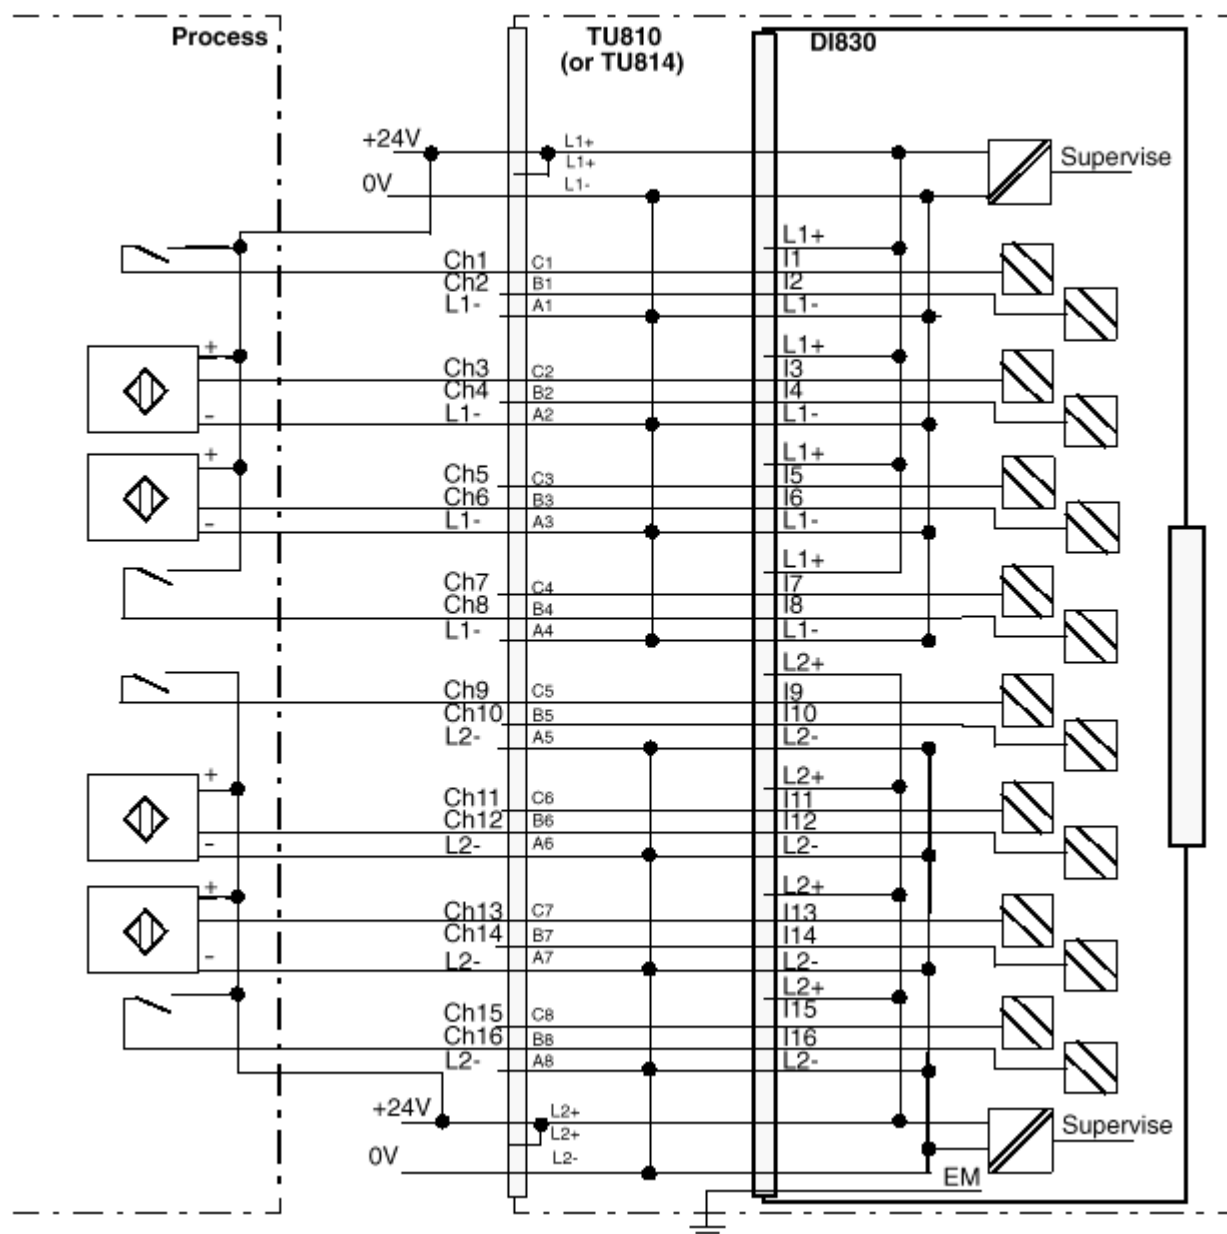 Process
TU810
(or TU814)
DI830
+24V
L1+
L1+
0V
L1-
Supervise
L1+
Ch1 C1 I1
Ch2 B1 I2
L1- A1 L1-
+ L1+
Ch3 C2 I3
Ch4 B2 I4
- L1- A2 L1-
+ L1+
Ch5 C3 I5
Ch6 B3 I6
- L1- A3 L1-
L1+
Ch7 C4 I7
Ch8 B4 I8
L1- A4 L1-
L2+
Ch9 C5 I9
Ch10 B5 I10
L2- A5 L2-
+ L2+
Ch11 C6 I11
Ch12 B6 I12
- L2- A6 L2-
+ L2+
Ch13 C7 I13
Ch14 B7 I14
- L2- A7 L2-
L2+
Ch15 C8 I15
Ch16 B8 I16
L2- A8 L2-
+24V L2+
L2+
Supervise
0V L2-
EM